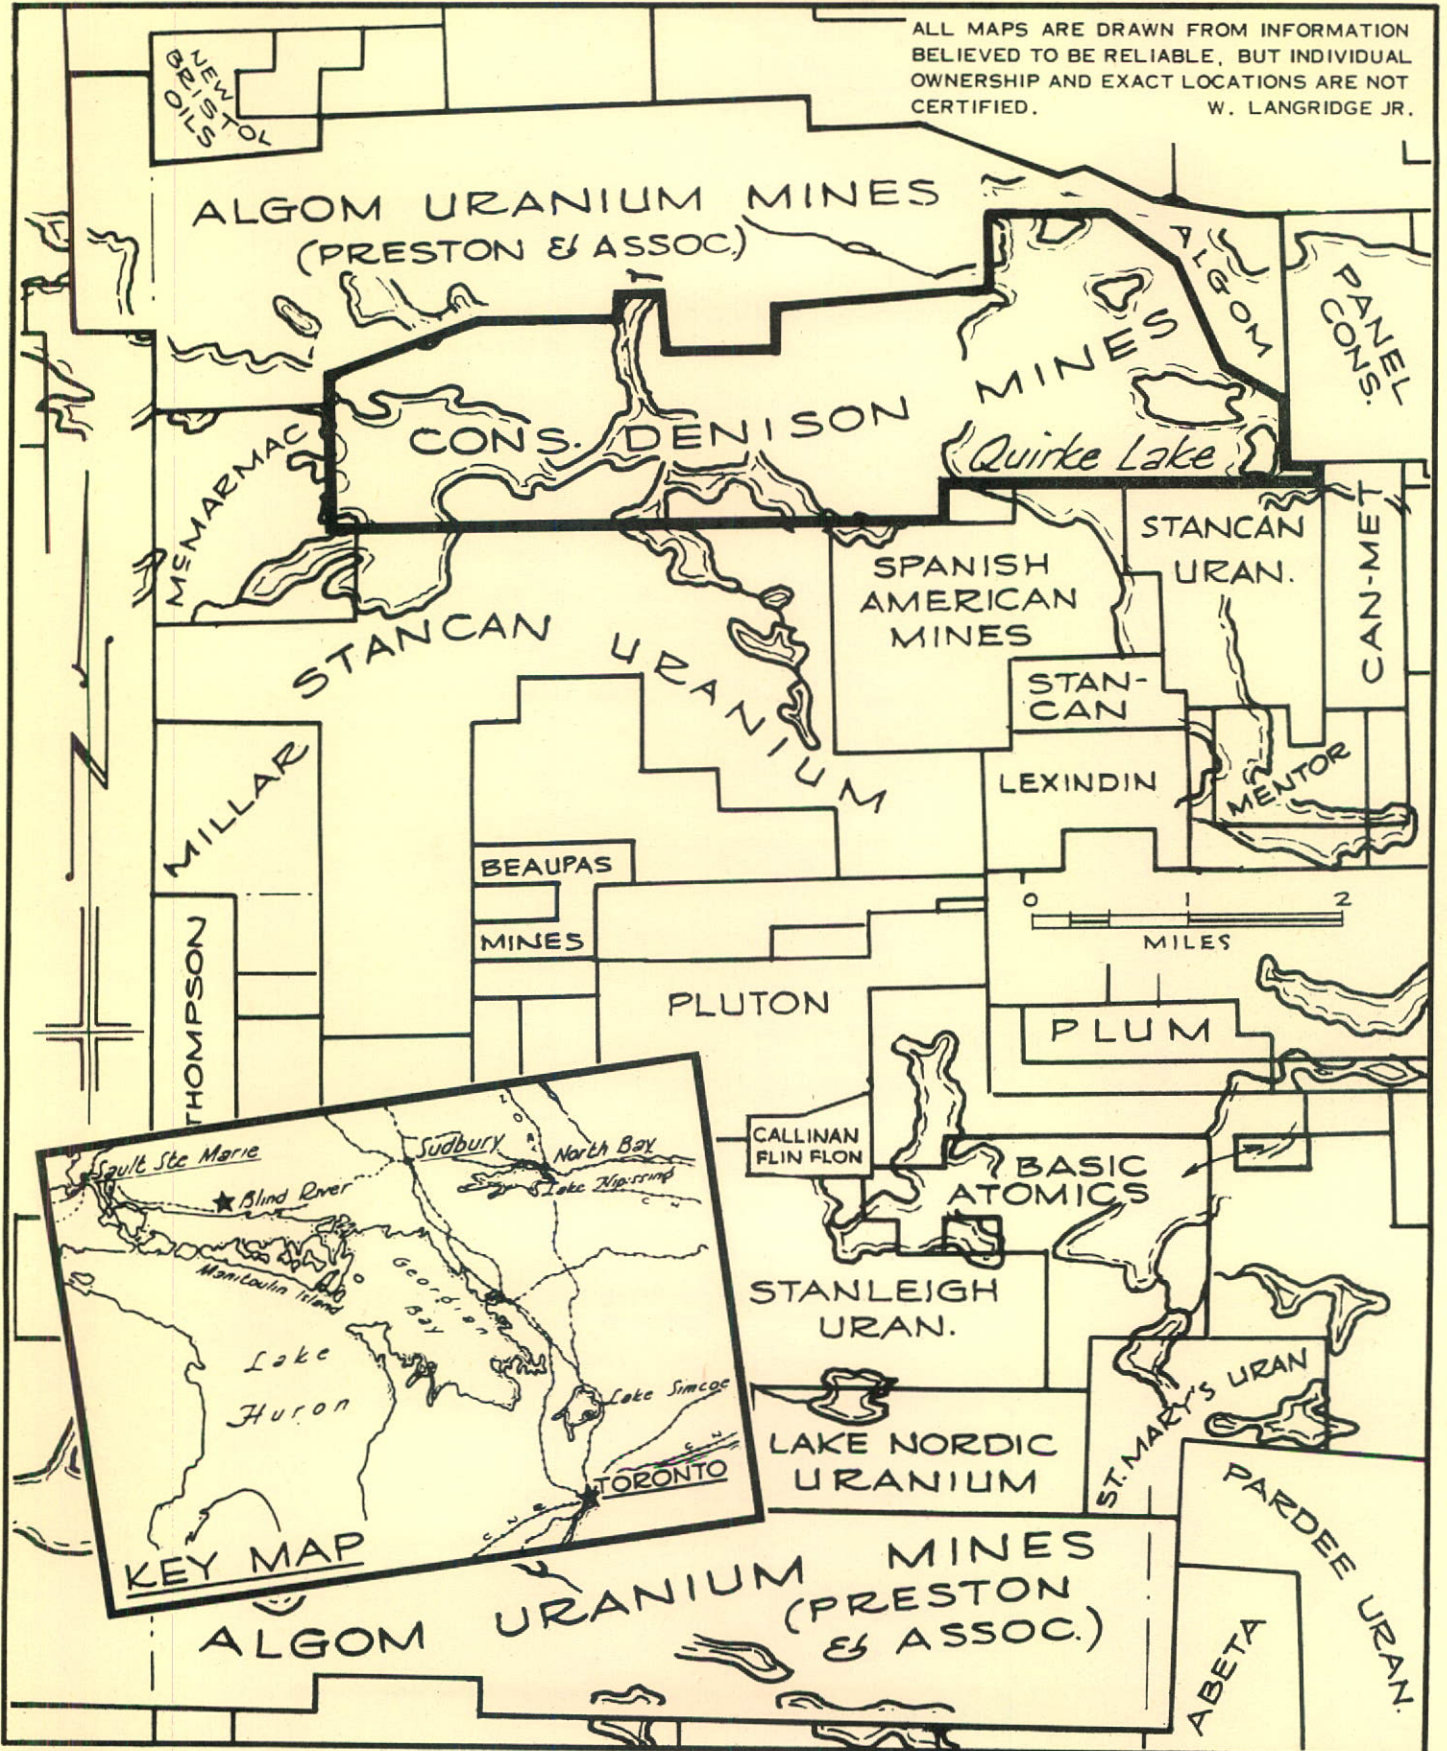 ALL MAPS ARE DRAWN FROM INFORMATION
BELIEVED TO BE RELIABLE, BUT INDIVIDUAL
OWNERSHIP AND EXACT LOCATIONS ARE NOT
CERTIFIED. W. LANGRIDGE JR.
NEW
BRISTOL
OILS
ALGOM URANIUM MINES
(PRESTON & ASSOC.)
ALGOM
PANEL
CONS.
CONS. DENISON MINES
Quirke Lake
McMARMAC
STANCAN
URAN.
CAN-MET
SPANISH
AMERICAN
MINES
STANCAN URANIUM
STAN-
CAN
MILLAR
LEXINDIN
MENTOR
BEAUPAS
MINES
0 1 2
MILES
THOMPSON
PLUTON
PLUM
CALLINAN
FLIN FLON
BASIC
ATOMICS
STANLEIGH
URAN.
ST. MARY'S URAN
LAKE NORDIC
URANIUM
PARDEE URAN.
ABETA
Sault Ste Marie
Sudbury
North Bay
Lake Nipissing
Blind River
Manitoulin Island
Georgian
Bay
Lake
Huron
Lake Simcoe
TORONTO
KEY MAP
ALGOM URANIUM MINES
(PRESTON
& ASSOC.)